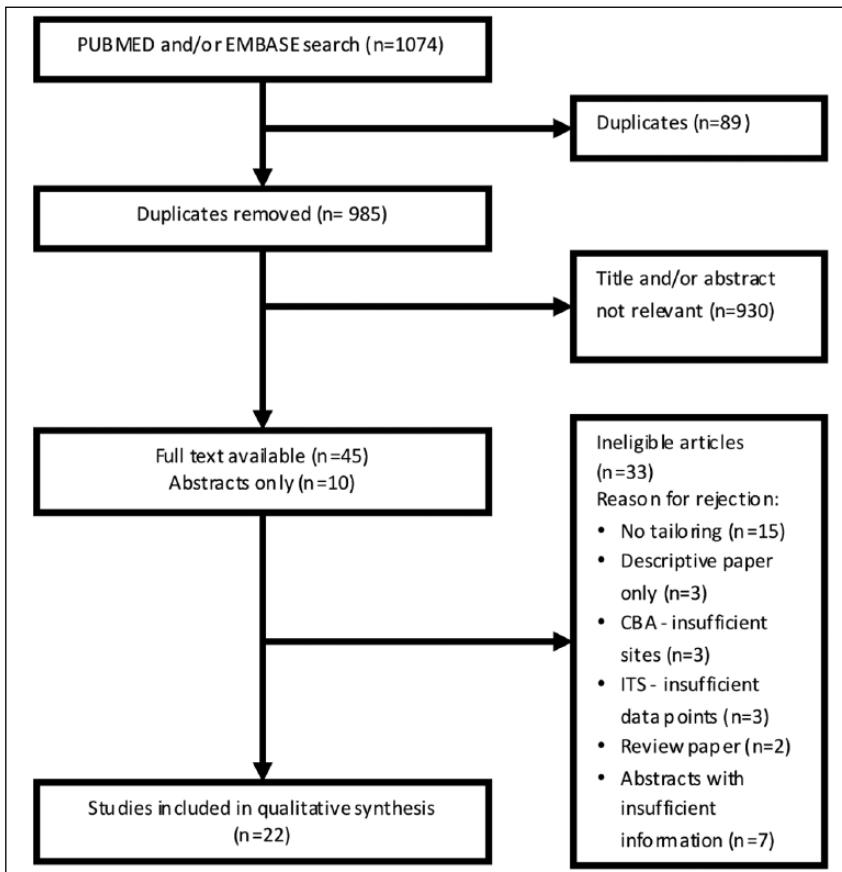 PUBMED and/or EMBASE search (n=1074)
Duplicates (n=89)
Duplicates removed (n= 985)
Title and/or abstract
not relevant (n=930)
Full text available (n=45)
Abstracts only (n=10)
Ineligible articles
(n=33)
Reason for rejection:
• No tailoring (n=15)
• Descriptive paper
only (n=3)
• CBA - insufficient
sites (n=3)
• ITS - insufficient
data points (n=3)
• Review paper (n=2)
• Abstracts with
insufficient
information (n=7)
Studies included in qualitative synthesis
(n=22)